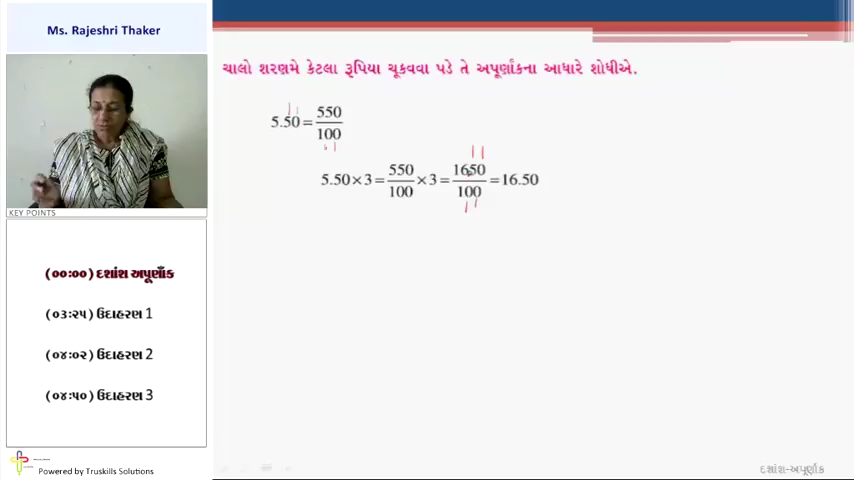 Ms. Rajeshri Thaker
KEY POINTS
(૦૦:૦૦) દશાંશ અપૂર્ણાંક
(૦૩:૨૫) ઉદાહરણ 1
(૦૪:૦૨) ઉદાહરણ 2
(૦૪:૫૦) ઉદાહરણ 3
Powered by Truskills Solutions
ચાલો શરણમે કેટલા રૂપિયા ચૂકવવા પડે તે અપૂર્ણાંકના આધારે શોધીએ.
5.50 = 550/100
5.50 × 3 = 550/100 × 3 = 1650/100 = 16.50
દશાંશ-અપૂર્ણાંક